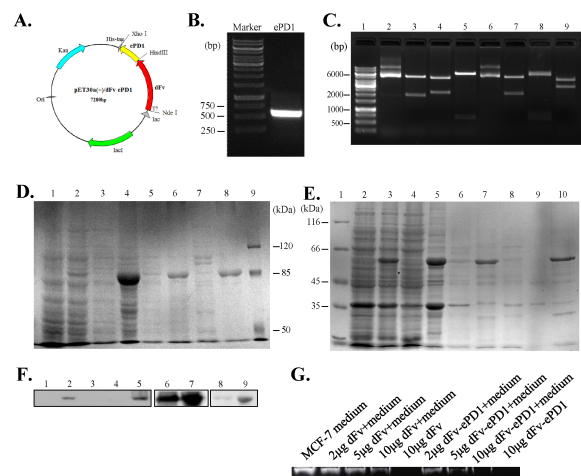 A.
Xho I
His-tag
ePD1
HindIII
Kan
dFv
pET30a(+)/dFv ePD1
7200bp
Ori
T7
Nde I
lac
lacI
B.
Marker ePD1
(bp)
750
500
250
C.
1 2 3 4 5 6 7 8 9
(bp)
6000
3000
2000
1000
500
D.
1 2 3 4 5 6 7 8 9
(kDa)
120
85
50
E.
1 2 3 4 5 6 7 8 9 10
(kDa)
116
66
45
35
F.
1 2 3 4 5 6 7 8 9
G.
MCF-7 medium
2µg dFv+medium
5µg dFv+medium
10µg dFv+medium
10µg dFv
2µg dFv-ePD1+medium
5µg dFv-ePD1+medium
10µg dFv-ePD1+medium
10µg dFv-ePD1